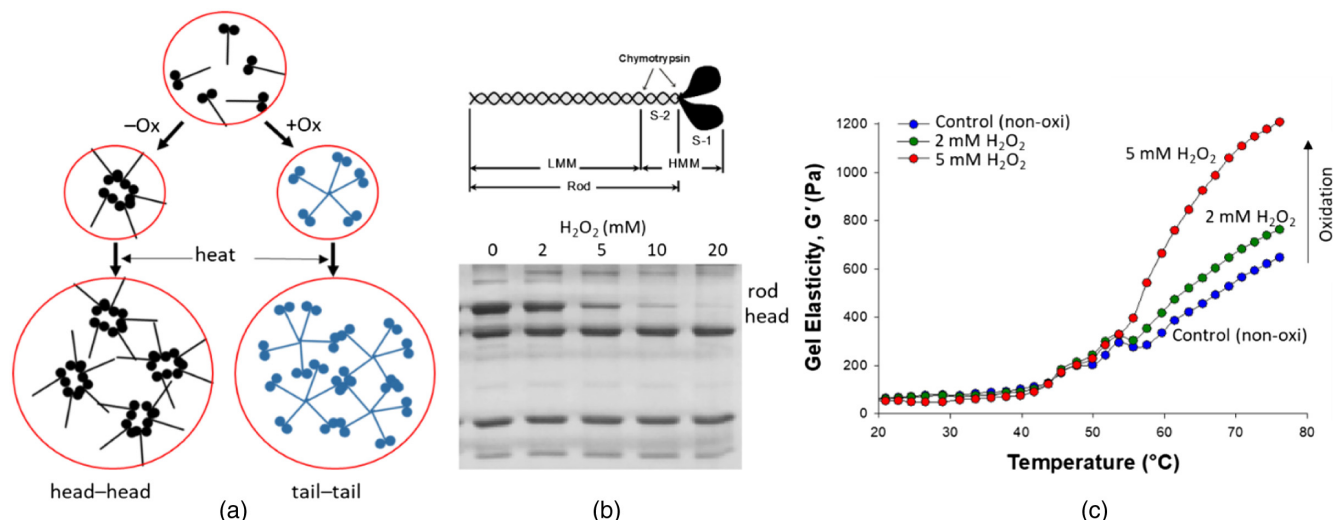 –Ox
+Ox
heat
head–head
tail–tail
(a)
Chymotrypsin
S-2
S-1
LMM
HMM
Rod
H₂O₂ (mM)
0 2 5 10 20
rod
head
(b)
Gel Elasticity, G′ (Pa)
1200
1000
800
600
400
200
0
Control (non-oxi)
2 mM H₂O₂
5 mM H₂O₂
5 mM H₂O₂
2 mM H₂O₂
Control (non-oxi)
Oxidation
20 30 40 50 60 70 80
Temperature (°C)
(c)